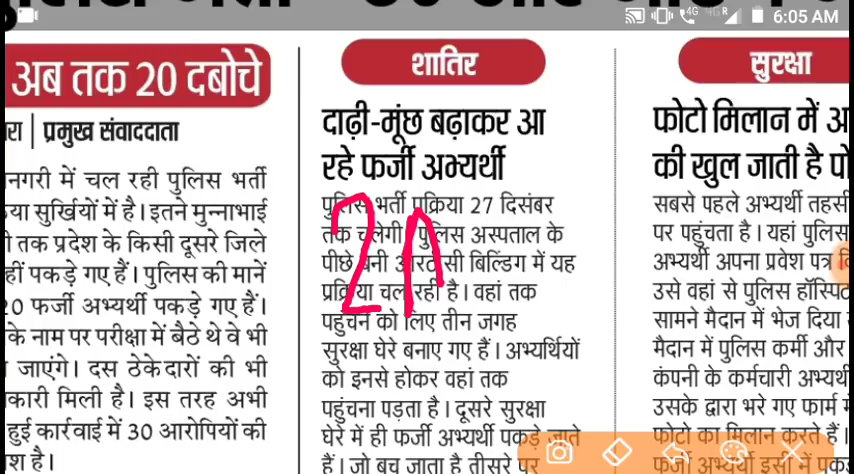 4G
R
6:05 AM
अब तक 20 दबोचे
प्रमुख संवाददाता
नगरी में चल रही पुलिस भर्ती
या सुर्खियों में है। इतने मुन्नाभाई
तक प्रदेश के किसी दूसरे जिले
हीं पकड़े गए हैं। पुलिस की मानें
20 फर्जी अभ्यर्थी पकड़े गए हैं।
के नाम पर परीक्षा में बैठे थे वे भी
जाएंगे। दस ठेकेदारों की भी
कारी मिली है। इस तरह अभी
हुई कार्रवाई में 30 आरोपियों की
श है।
शातिर
दाढ़ी-मूंछ बढ़ाकर आ
रहे फर्जी अभ्यर्थी
पुलिस भर्ती प्रक्रिया 27 दिसंबर
तक चलेगी। पुलिस अस्पताल के
पीछे बनी आरटीसी बिल्डिंग में यह
प्रक्रिया चल रही है। वहां तक
पहुंचने को लिए तीन जगह
सुरक्षा घेरे बनाए गए हैं। अभ्यर्थियों
को इनसे होकर वहां तक
पहुंचना पड़ता है। दूसरे सुरक्षा
घेरे में ही फर्जी अभ्यर्थी पकड़े जाते
हैं। जो बच जाता है तीसरे पर
20
सुरक्षा
फोटो मिलान में
की खुल जाती है
सबसे पहले अभ्यर्थी
पर पहुंचता है। यहां पुलिस
अभ्यर्थी अपना प्रवेश पत्र
उसे वहां से पुलिस
सामने मैदान में भेज दिया
मैदान में पुलिस कर्मी और
कंपनी के कर्मचारी
उसके द्वारा भरे गए फार्म
फोटो का मिलान करते हैं।
फर्जी अभ्यर्थी इसी में